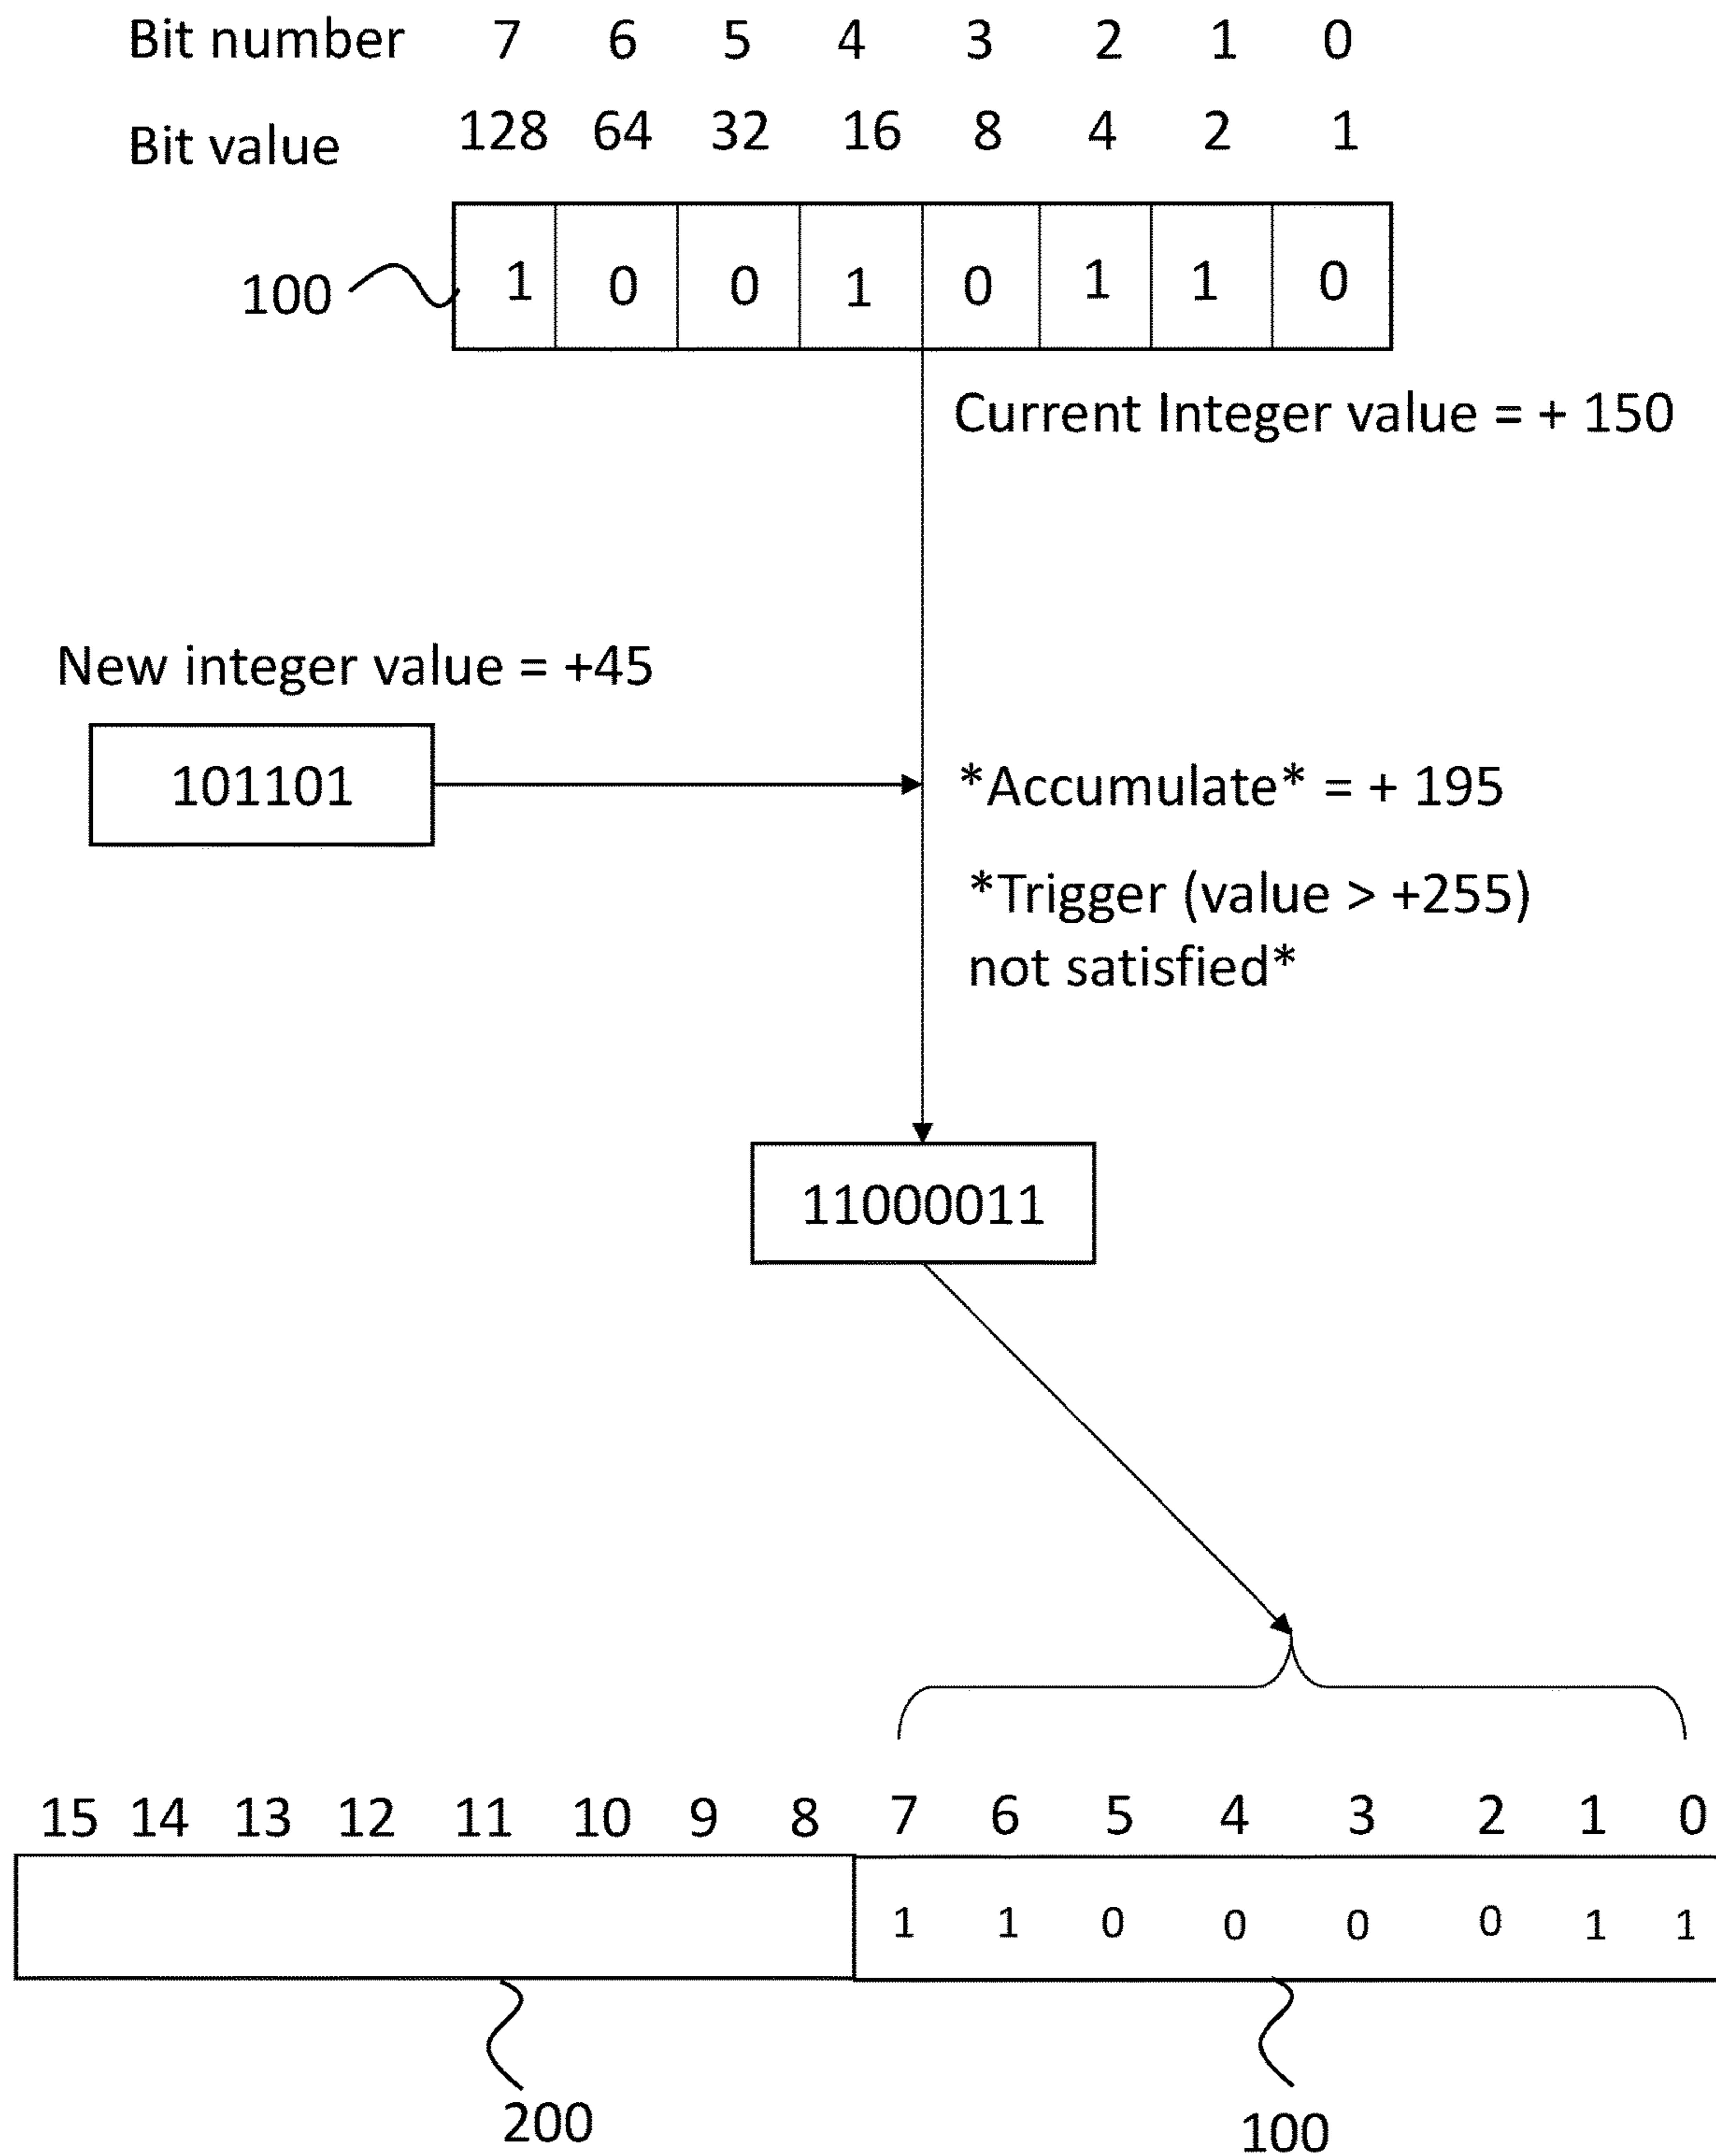 Bit number 7 6 5 4 3 2 1 0
Bit value 128 64 32 16 8 4 2 1
100 1 0 0 1 0 1 1 0
Current Integer value = + 150
New integer value = +45
101101 *Accumulate* = + 195
*Trigger (value > +255)
not satisfied*
11000011
15 14 13 12 11 10 9 8 7 6 5 4 3 2 1 0
1 1 0 0 0 0 1 1
200 100